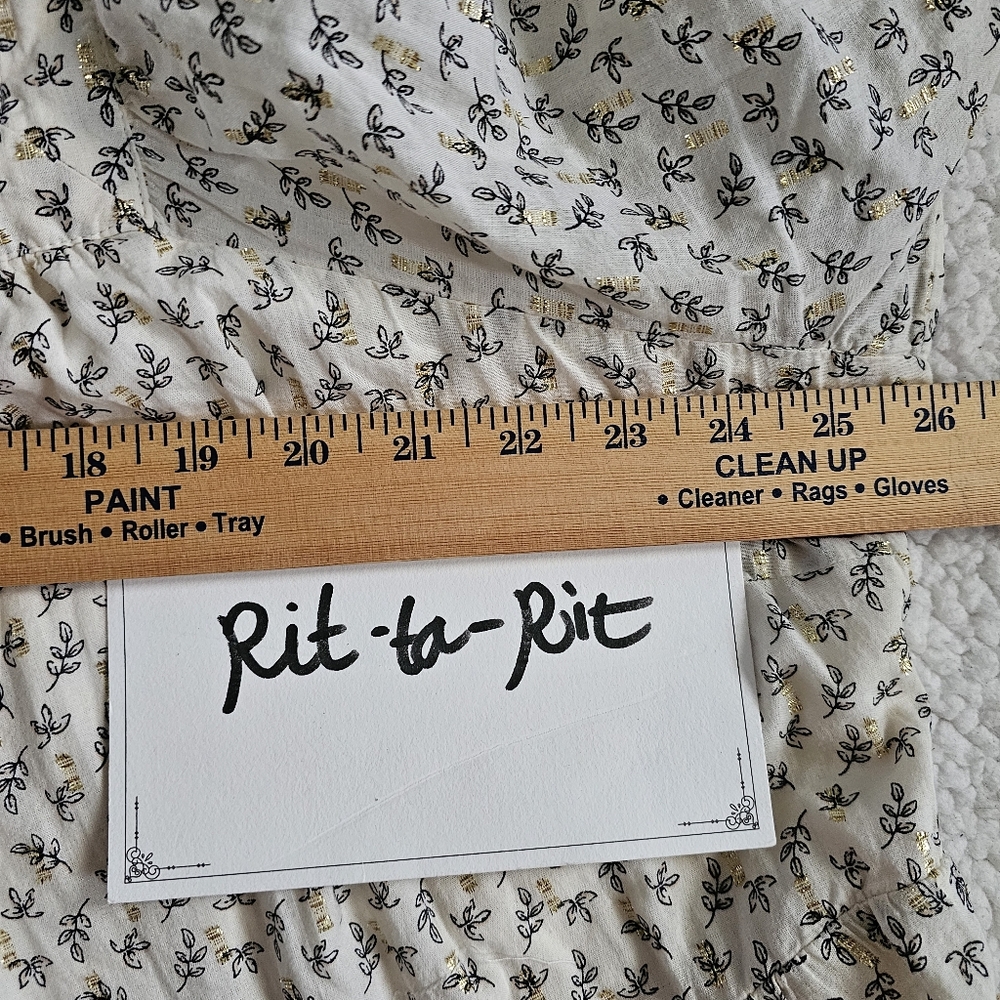 18 19 20 21 22 23 24 25 26
PAINT
• Brush • Roller • Tray
CLEAN UP
• Cleaner • Rags • Gloves
Rit-ta-Rit